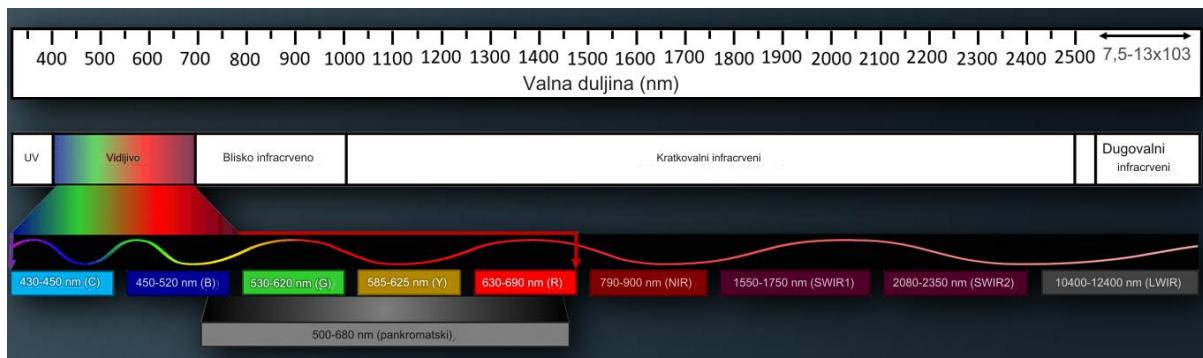 400 500 600 700 800 900 1000 1100 1200 1300 1400 1500 1600 1700 1800 1900 2000 2100 2200 2300 2400 2500 7,5-13x103
Valna duljina (nm)
UV Vidljivo Blisko infracrveno Kratkovalni infracrveni Dugovalni
infracrveni
430-450 nm (C) 450-520 nm (B) 530-620 nm (G) 585-625 nm (Y) 630-690 nm (R) 790-900 nm (NIR) 1550-1750 nm (SWIR1) 2080-2350 nm (SWIR2) 10400-12400 nm (LWIR)
500-680 nm (pankromatski)